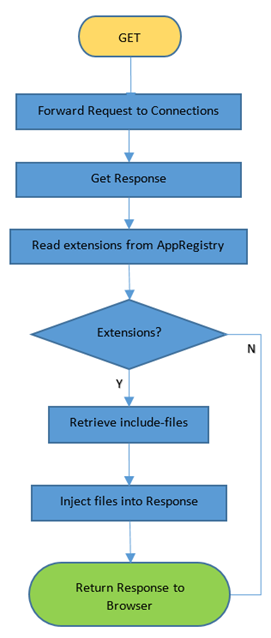 GET
Forward Request to Connections
Get Response
Read extensions from AppRegistry
Extensions?
N
Y
Retrieve include-files
Inject files into Response
Return Response to
Browser